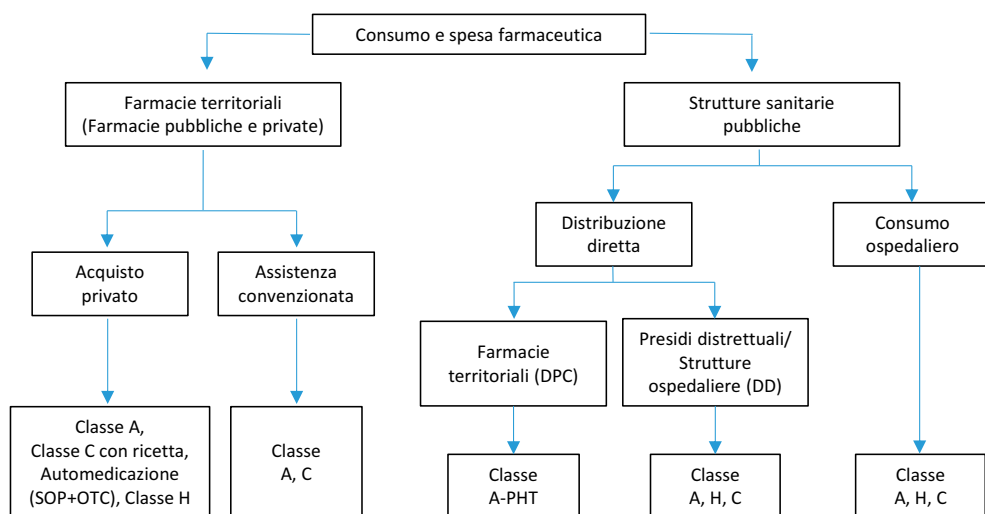 Consumo e spesa farmaceutica
Farmacie territoriali
(Farmacie pubbliche e private)
Strutture sanitarie
pubbliche
Distribuzione
diretta
Consumo
ospedaliero
Acquisto
privato
Assistenza
convenzionata
Farmacie
territoriali (DPC)
Presidi distrettuali/
Strutture
ospedaliere (DD)
Classe A,
Classe C con ricetta,
Automedicazione
(SOP+OTC), Classe H
Classe
A, C
Classe
A-PHT
Classe
A, H, C
Classe
A, H, C